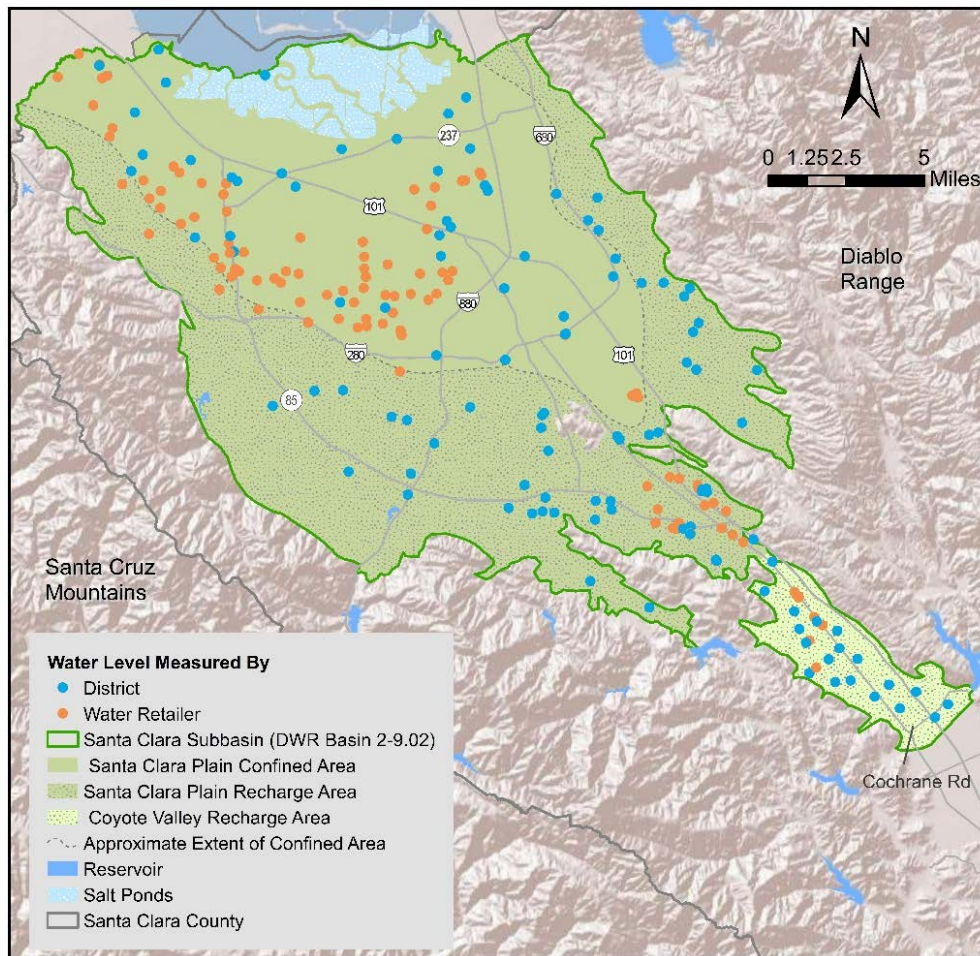 N
0 1.25 2.5 5
Miles
237
680
101
Diablo
Range
880
280
101
85
Santa Cruz
Mountains
Water Level Measured By
District
Water Retailer
Santa Clara Subbasin (DWR Basin 2-9.02)
Santa Clara Plain Confined Area
Santa Clara Plain Recharge Area
Coyote Valley Recharge Area
Approximate Extent of Confined Area
Reservoir
Salt Ponds
Santa Clara County
Cochrane Rd